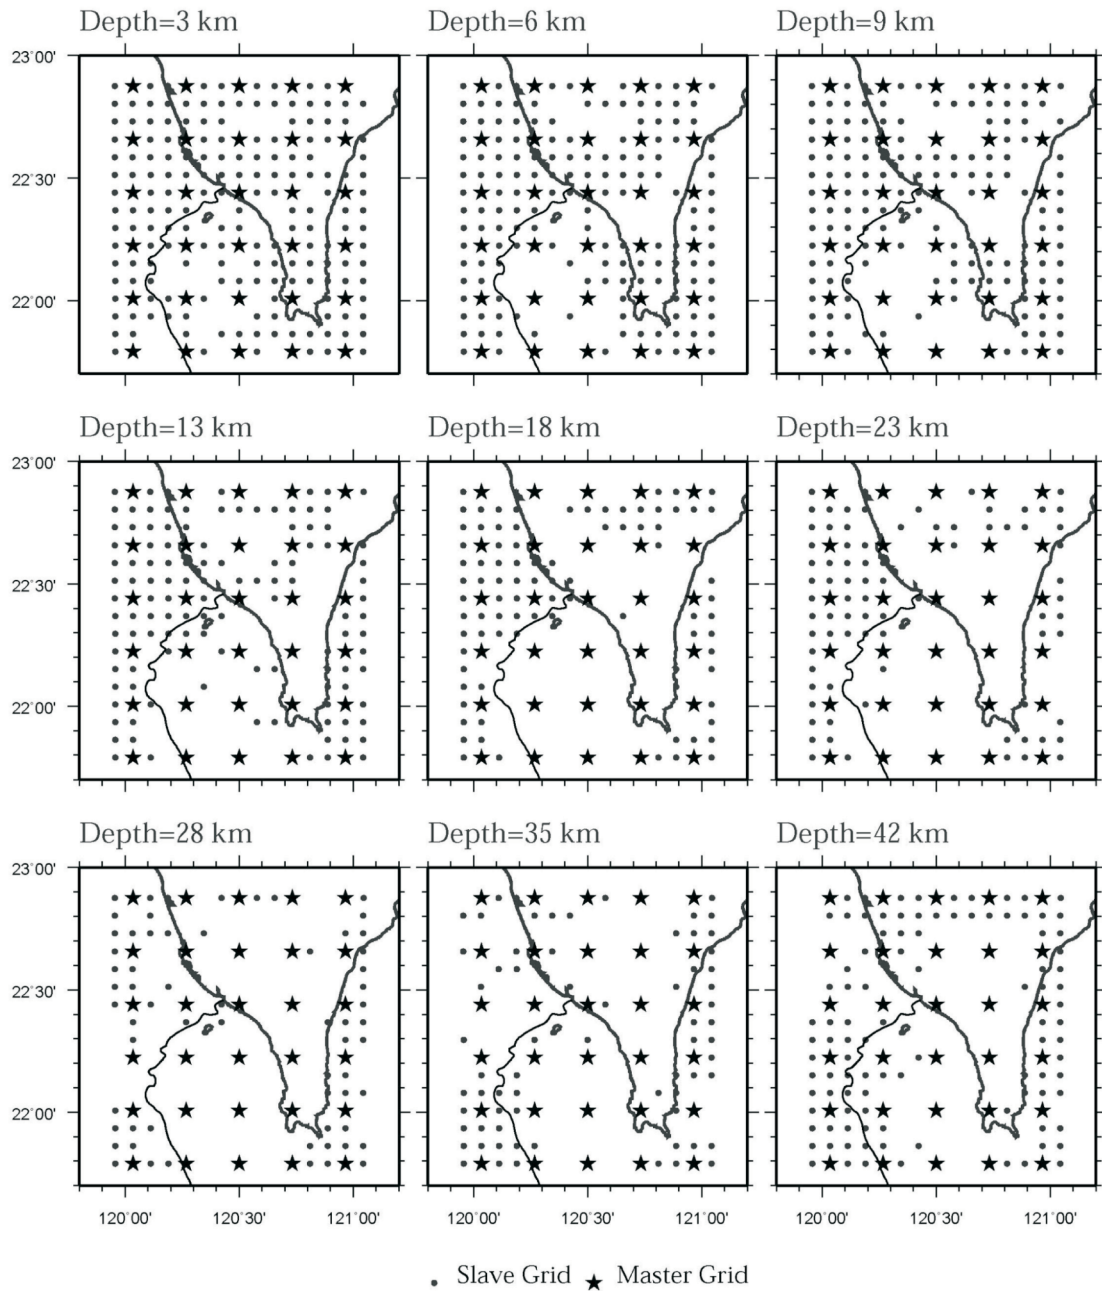 Depth=3 km Depth=6 km Depth=9 km
23˚00'
22˚30'
22˚00'
Depth=13 km Depth=18 km Depth=23 km
23˚00'
22˚30'
22˚00'
Depth=28 km Depth=35 km Depth=42 km
23˚00'
22˚30'
22˚00'
120˚00' 120˚30' 121˚00' 120˚00' 120˚30' 121˚00' 120˚00' 120˚30' 121˚00'
Slave Grid Master Grid